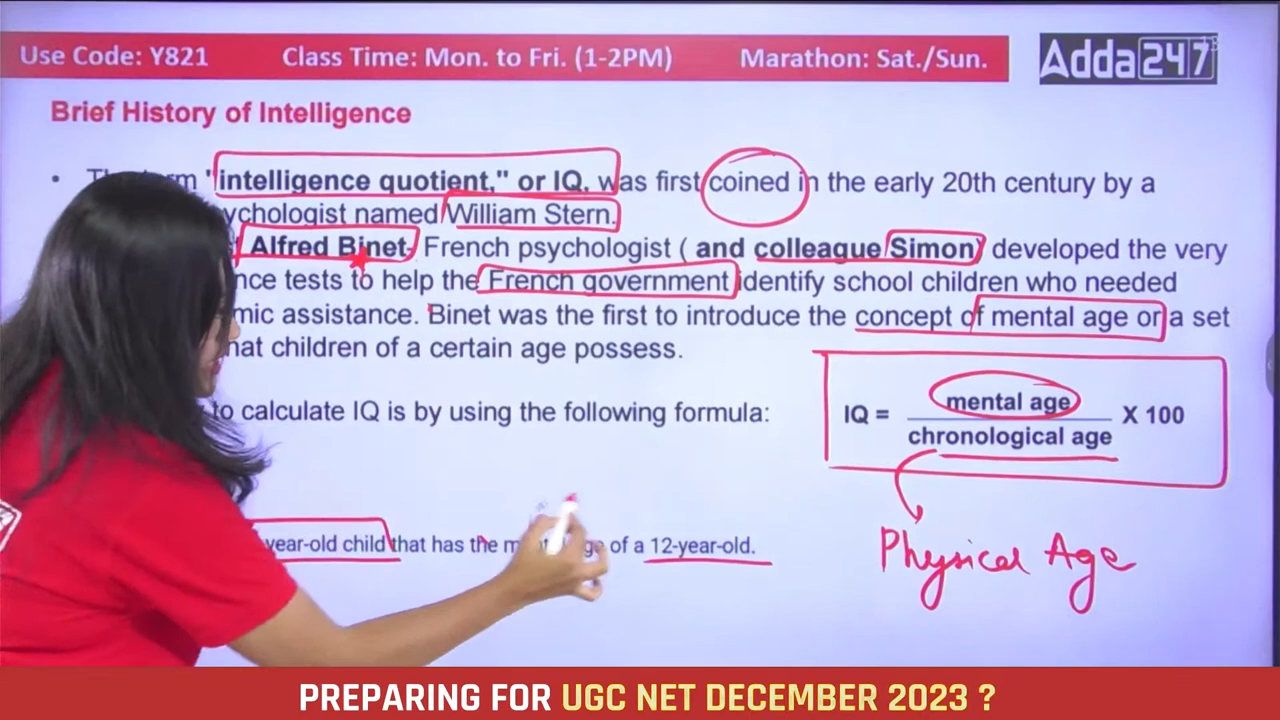 Use Code: Y821 Class Time: Mon. to Fri. (1-2PM) Marathon: Sat./Sun. Adda247
Brief History of Intelligence
• "intelligence quotient," or IQ, was first coined in the early 20th century by a
ychologist named William Stern.
Alfred Binet- French psychologist ( and colleague Simon) developed the very
nce tests to help the French government identify school children who needed
mic assistance. Binet was the first to introduce the concept of mental age or a set
hat children of a certain age possess.
to calculate IQ is by using the following formula:
IQ = mental age X 100
chronological age
year-old child that has the of a 12-year-old.
Physical Age
PREPARING FOR UGC NET DECEMBER 2023 ?